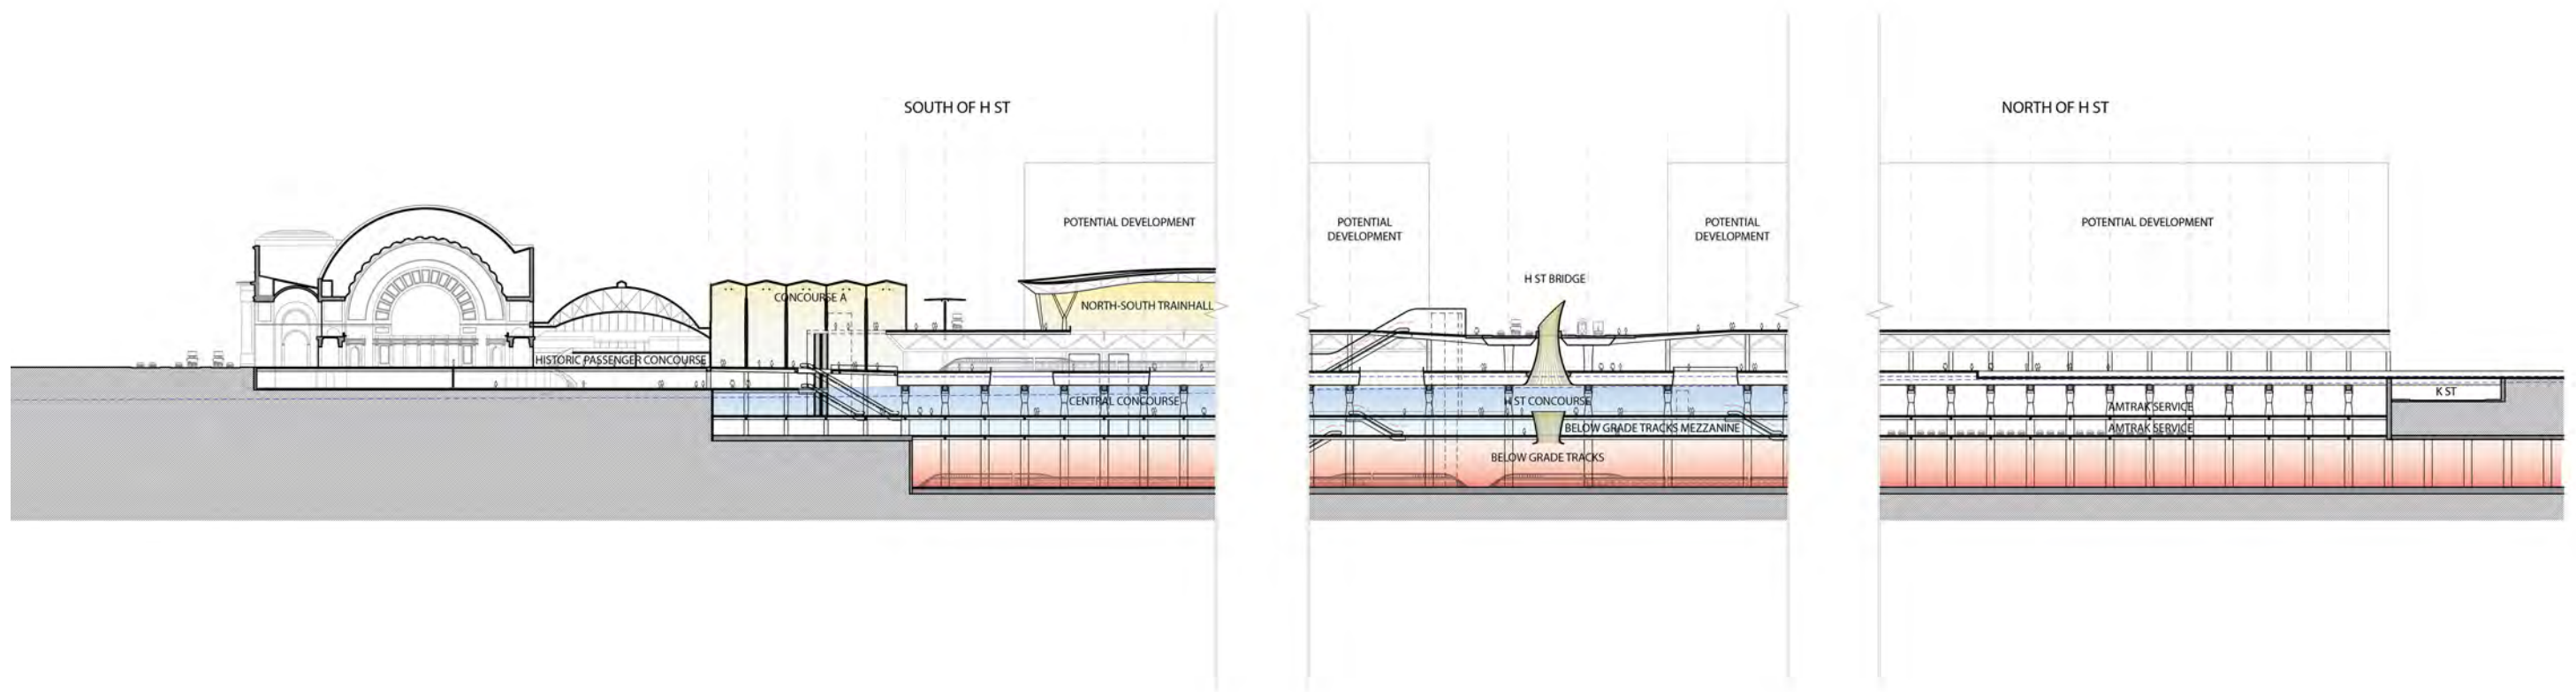 SOUTH OF H ST
NORTH OF H ST
POTENTIAL DEVELOPMENT
POTENTIAL
DEVELOPMENT
POTENTIAL
DEVELOPMENT
POTENTIAL DEVELOPMENT
H ST BRIDGE
CONCOURSE A
NORTH-SOUTH TRAINHALL
HISTORIC PASSENGER CONCOURSE
CENTRAL CONCOURSE
H ST CONCOURSE
K ST
AMTRAK SERVICE
BELOW GRADE TRACKS MEZZANINE
AMTRAK SERVICE
BELOW GRADE TRACKS